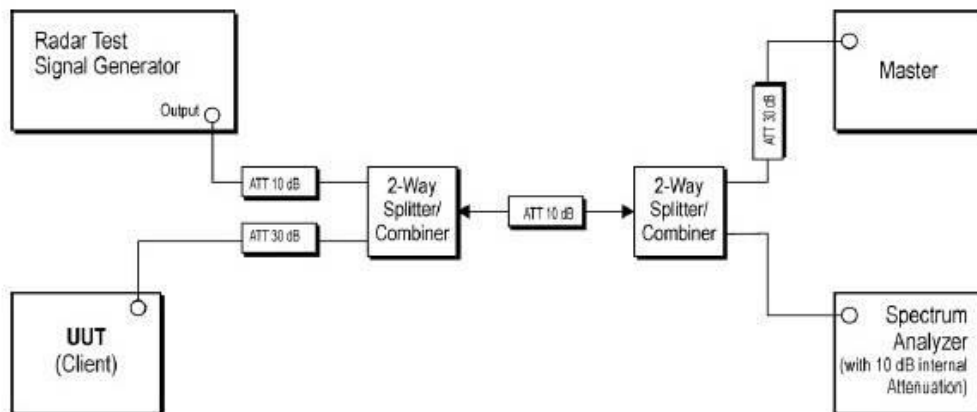 Radar Test
Signal Generator
Output
ATT 10 dB
ATT 30 dB
UUT
(Client)
2-Way
Splitter/
Combiner
ATT 10 dB
2-Way
Splitter/
Combiner
ATT 30 dB
Master
Spectrum
Analyzer
(with 10 dB internal
Attenuation)